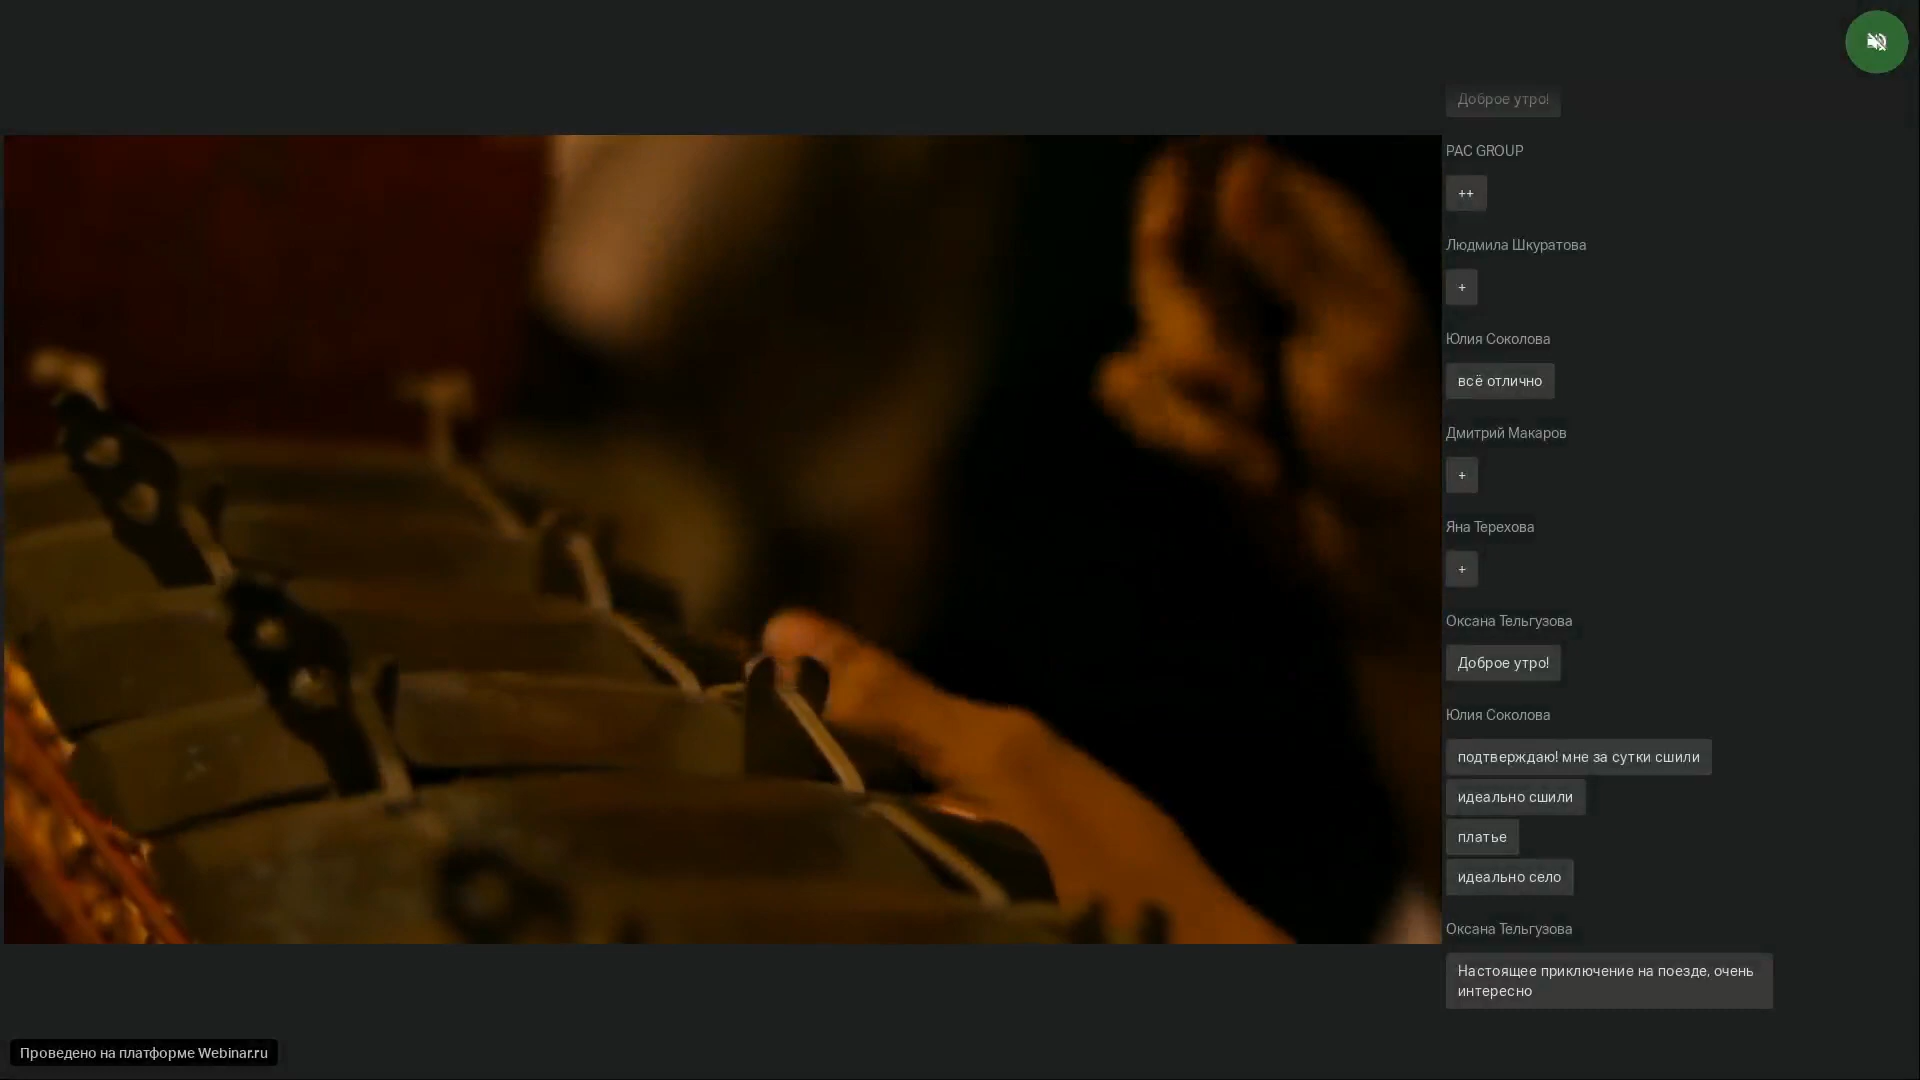 Доброе утро!
PAC GROUP
++
Людмила Шкуратова
+
Юлия Соколова
всё отлично
Дмитрий Макаров
+
Яна Терехова
+
Оксана Тельгузова
Доброе утро!
Юлия Соколова
подтверждаю! мне за сутки сшили
идеально сшили
платье
идеально село
Оксана Тельгузова
Настоящее приключение на поезде, очень
интересно
Проведено на платформе Webinar.ru